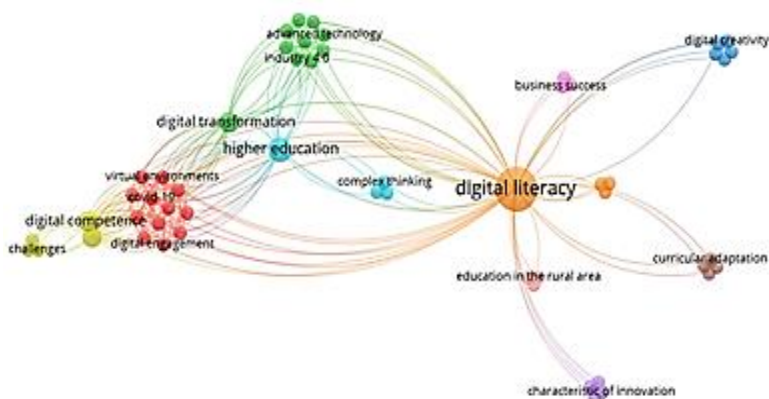 advanced technology
digital creativity
industry 4.0
business success
digital transformation
higher education
virtual environments
complex thinking
digital literacy
covid-19
digital competence
digital engagement
challenges
curricular adaptation
education in the rural area
characterisitc of innovation